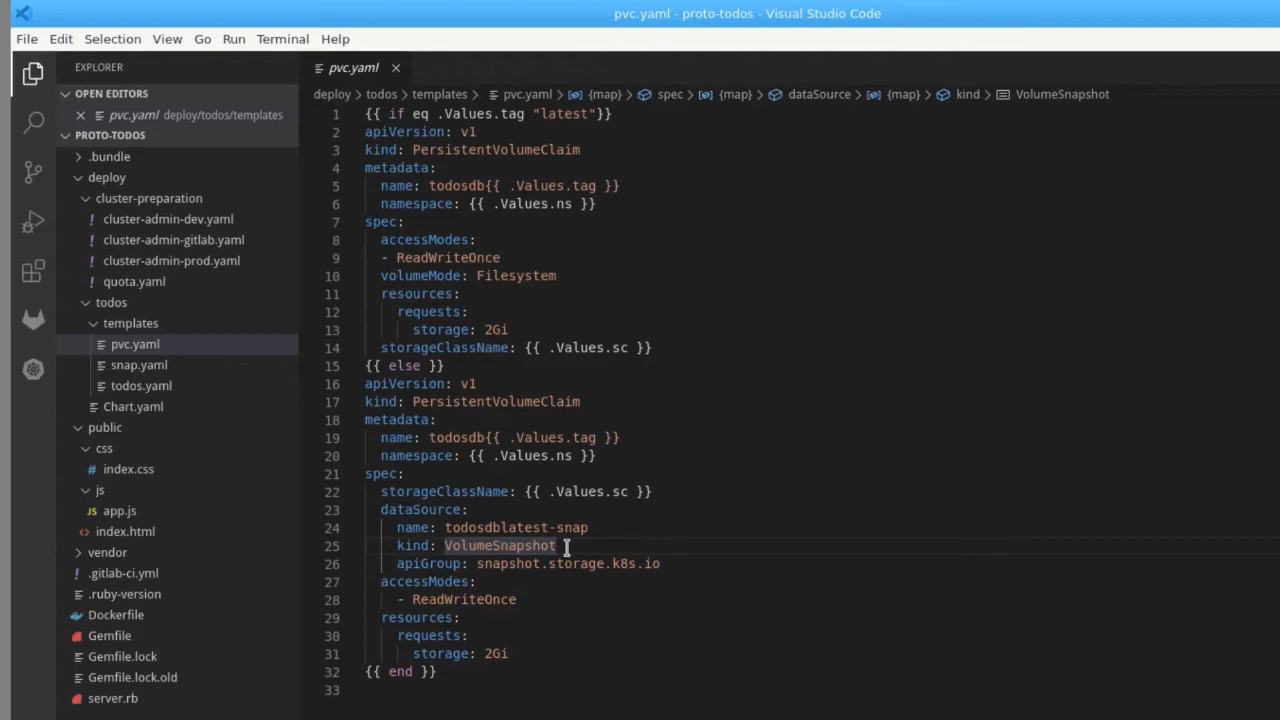 pvc.yaml - proto-todos - Visual Studio Code
File Edit Selection View Go Run Terminal Help
EXPLORER
OPEN EDITORS
pvc.yaml deploy/todos/templates
PROTO-TODOS
.bundle
deploy
cluster-preparation
! cluster-admin-dev.yaml
! cluster-admin-gitlab.yaml
! cluster-admin-prod.yaml
! quota.yaml
todos
templates
pvc.yaml
snap.yaml
todos.yaml
Chart.yaml
public
css
# index.css
js
JS app.js
<> index.html
vendor
.gitlab-ci.yml
.ruby-version
Dockerfile
Gemfile
Gemfile.lock
Gemfile.lock.old
server.rb
pvc.yaml
deploy > todos > templates > pvc.yaml > {map} > spec > {map} > dataSource > {map} > kind > VolumeSnapshot
1 {{ if eq .Values.tag "latest"}}
2 apiVersion: v1
3 kind: PersistentVolumeClaim
4 metadata:
5   name: todosdb{{ .Values.tag }}
6   namespace: {{ .Values.ns }}
7 spec:
8   accessModes:
9   - ReadWriteOnce
10   volumeMode: Filesystem
11   resources:
12     requests:
13       storage: 2Gi
14   storageClassName: {{ .Values.sc }}
15 {{ else }}
16 apiVersion: v1
17 kind: PersistentVolumeClaim
18 metadata:
19   name: todosdb{{ .Values.tag }}
20   namespace: {{ .Values.ns }}
21 spec:
22   storageClassName: {{ .Values.sc }}
23   dataSource:
24     name: todosdblatest-snap
25     kind: VolumeSnapshot
26     apiGroup: snapshot.storage.k8s.io
27   accessModes:
28     - ReadWriteOnce
29   resources:
30     requests:
31       storage: 2Gi
32 {{ end }}
33